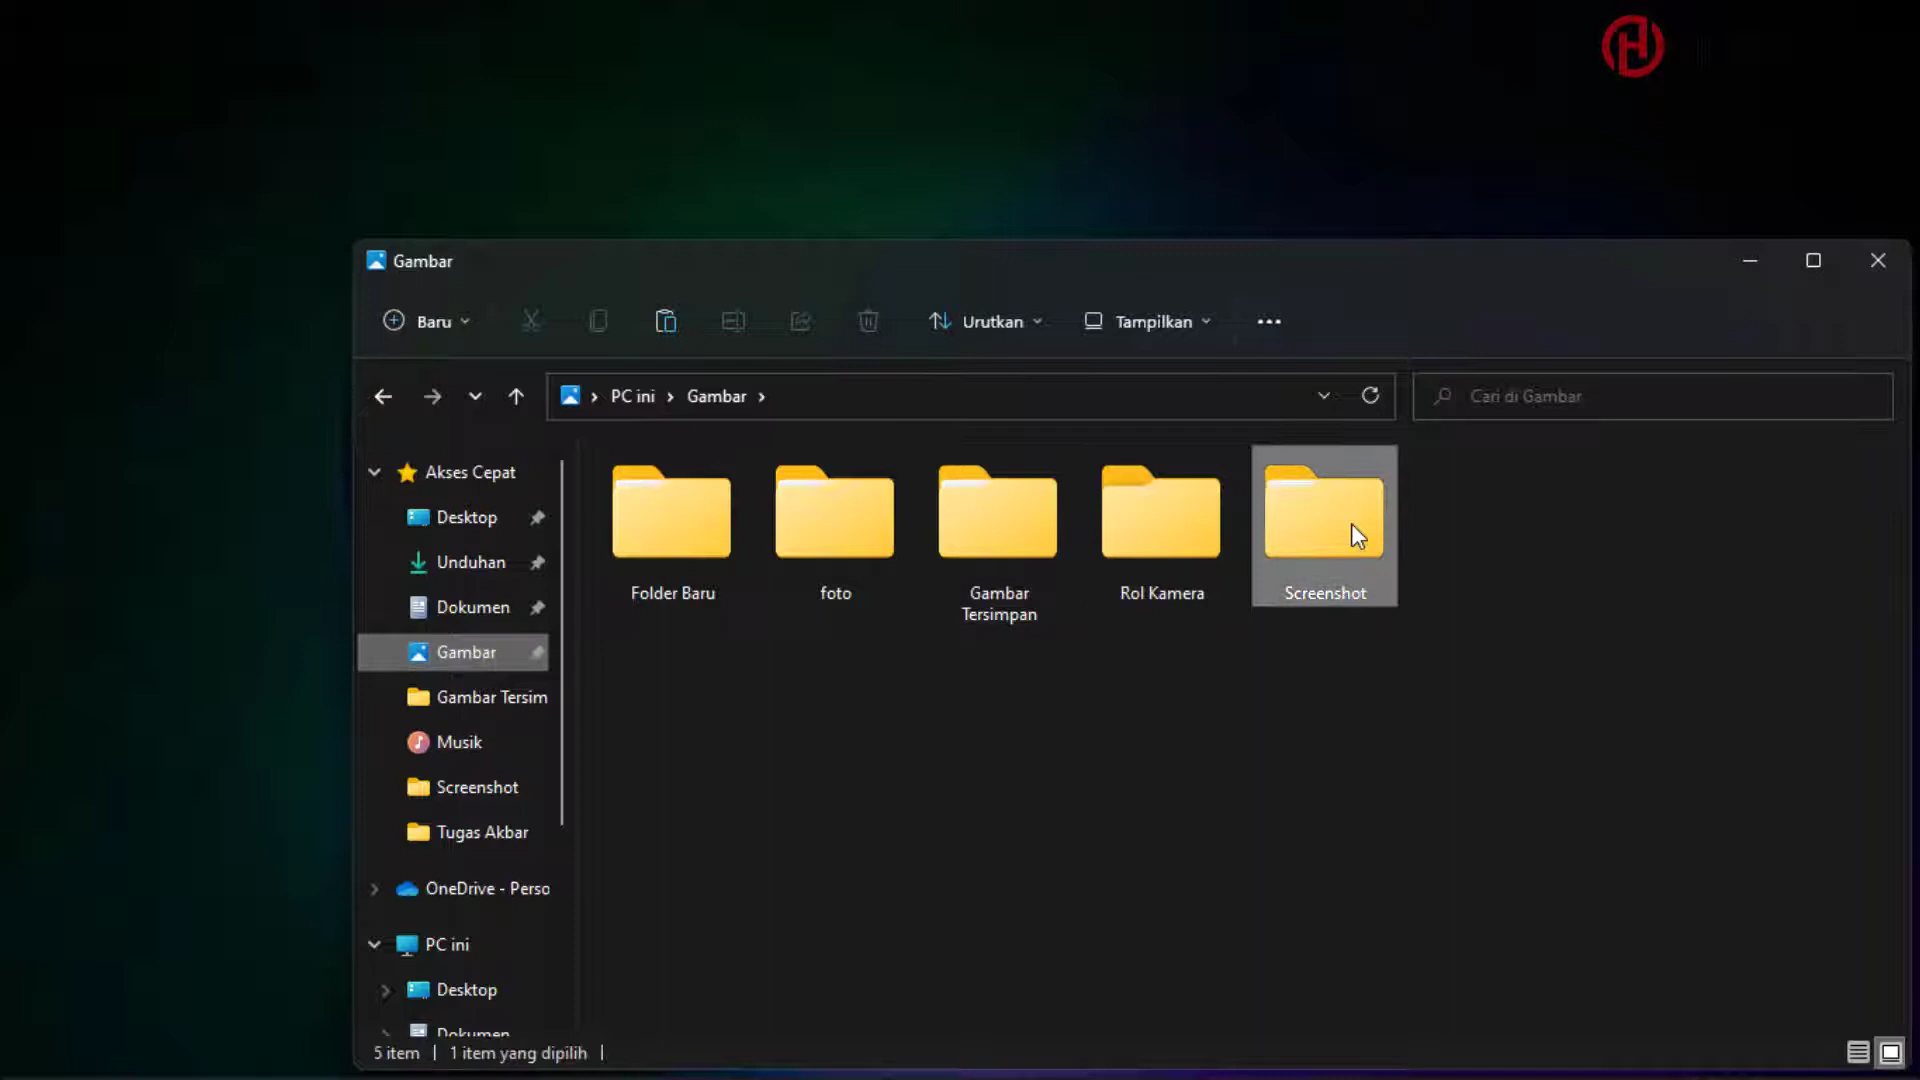 Gambar
Baru
Urutkan
Tampilkan
PC ini
Gambar
Cari di Gambar
Akses Cepat
Desktop
Unduhan
Dokumen
Gambar
Gambar Tersim
Musik
Screenshot
Tugas Akbar
OneDrive - Perso
PC ini
Desktop
Dokumen
Folder Baru
foto
Gambar
Tersimpan
Rol Kamera
Screenshot
5 item
1 item yang dipilih